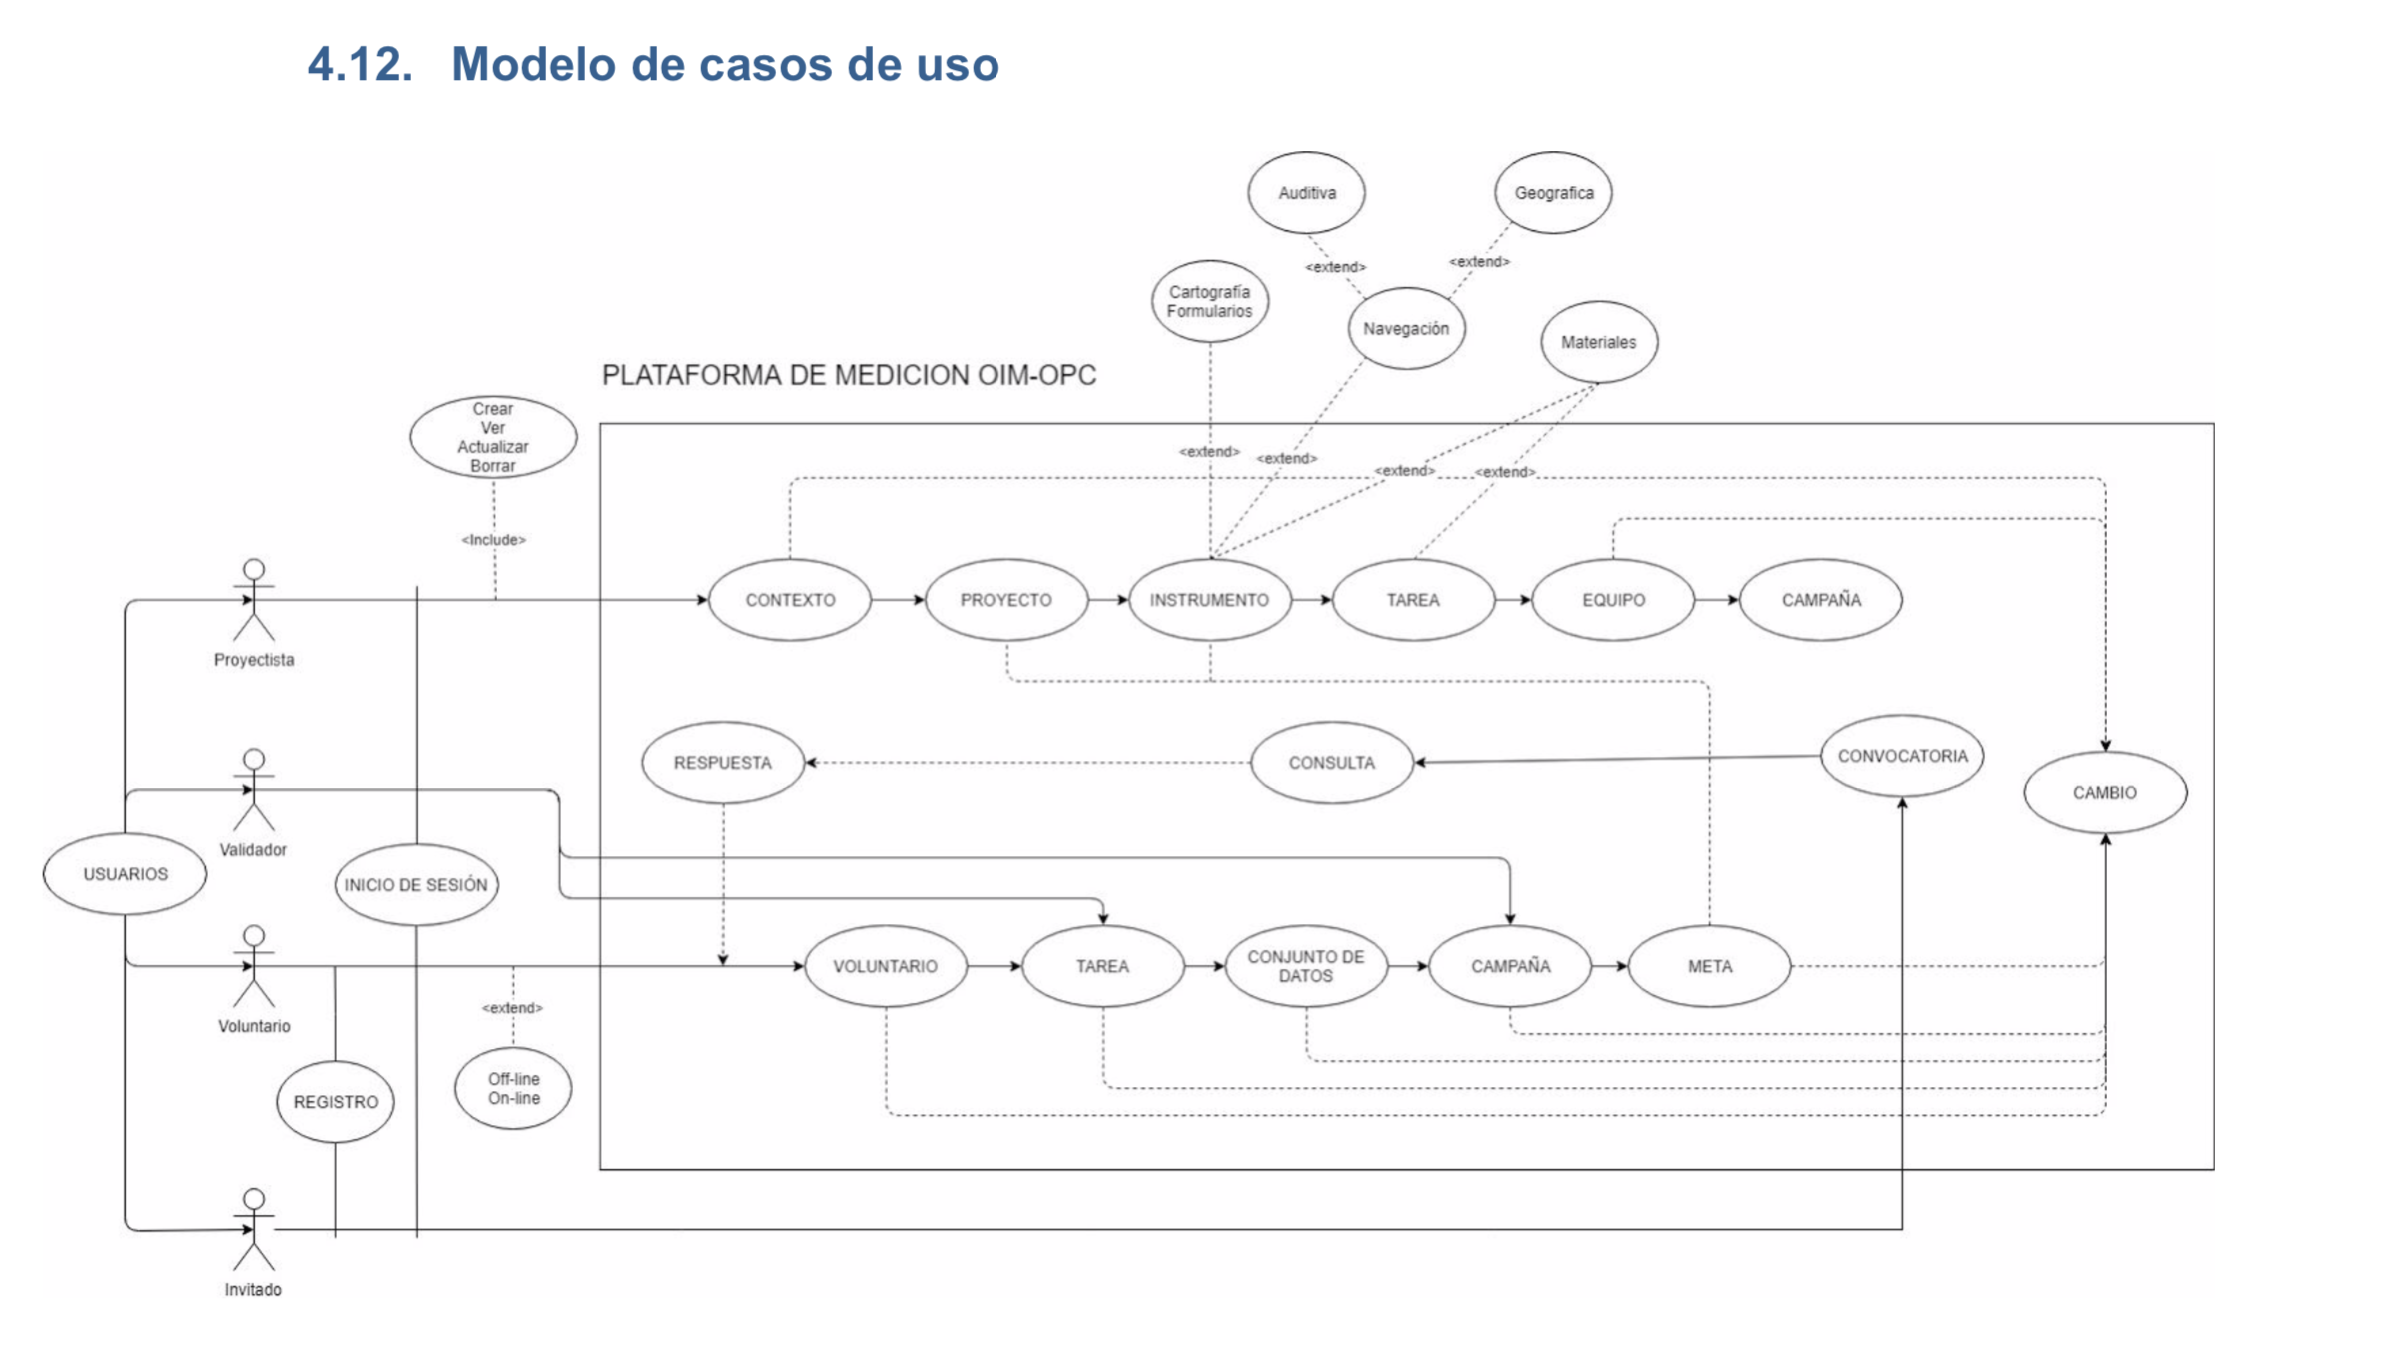 4.12. Modelo de casos de uso
Auditiva
Geografica
<extend>
<extend>
Cartografía
Formularios
Navegación
Materiales
PLATAFORMA DE MEDICION OIM-OPC
Crear
Ver
Actualizar
Borrar
<extend>
<extend>
<extend>
<extend>
<Include>
CONTEXTO
PROYECTO
INSTRUMENTO
TAREA
EQUIPO
CAMPAÑA
Proyectista
RESPUESTA
CONSULTA
CONVOCATORIA
CAMBIO
Validador
USUARIOS
INICIO DE SESIÓN
VOLUNTARIO
TAREA
CONJUNTO DE
DATOS
CAMPAÑA
META
<extend>
Voluntario
Off-line
On-line
REGISTRO
Invitado